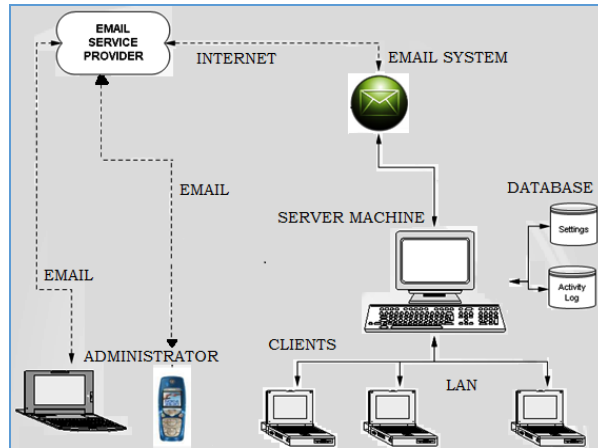 EMAIL
SERVICE
PROVIDER
INTERNET
EMAIL SYSTEM
EMAIL
DATABASE
SERVER MACHINE
Settings
EMAIL
Activity
Log
ADMINISTRATOR
CLIENTS
LAN